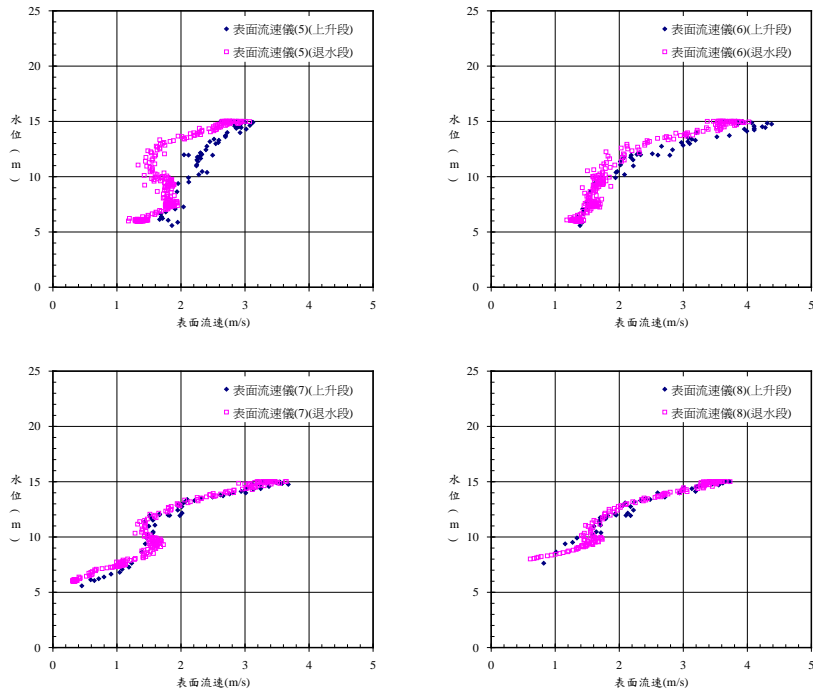 表面流速儀(5)(上升段)
表面流速儀(5)(退水段)
25
20
15
10
5
0
水位(m)
0 1 2 3 4 5
表面流速(m/s)
表面流速儀(6)(上升段)
表面流速儀(6)(退水段)
25
20
15
10
5
0
水位(m)
0 1 2 3 4 5
表面流速(m/s)
表面流速儀(7)(上升段)
表面流速儀(7)(退水段)
25
20
15
10
5
0
水位(m)
0 1 2 3 4 5
表面流速(m/s)
表面流速儀(8)(上升段)
表面流速儀(8)(退水段)
25
20
15
10
5
0
水位(m)
0 1 2 3 4 5
表面流速(m/s)